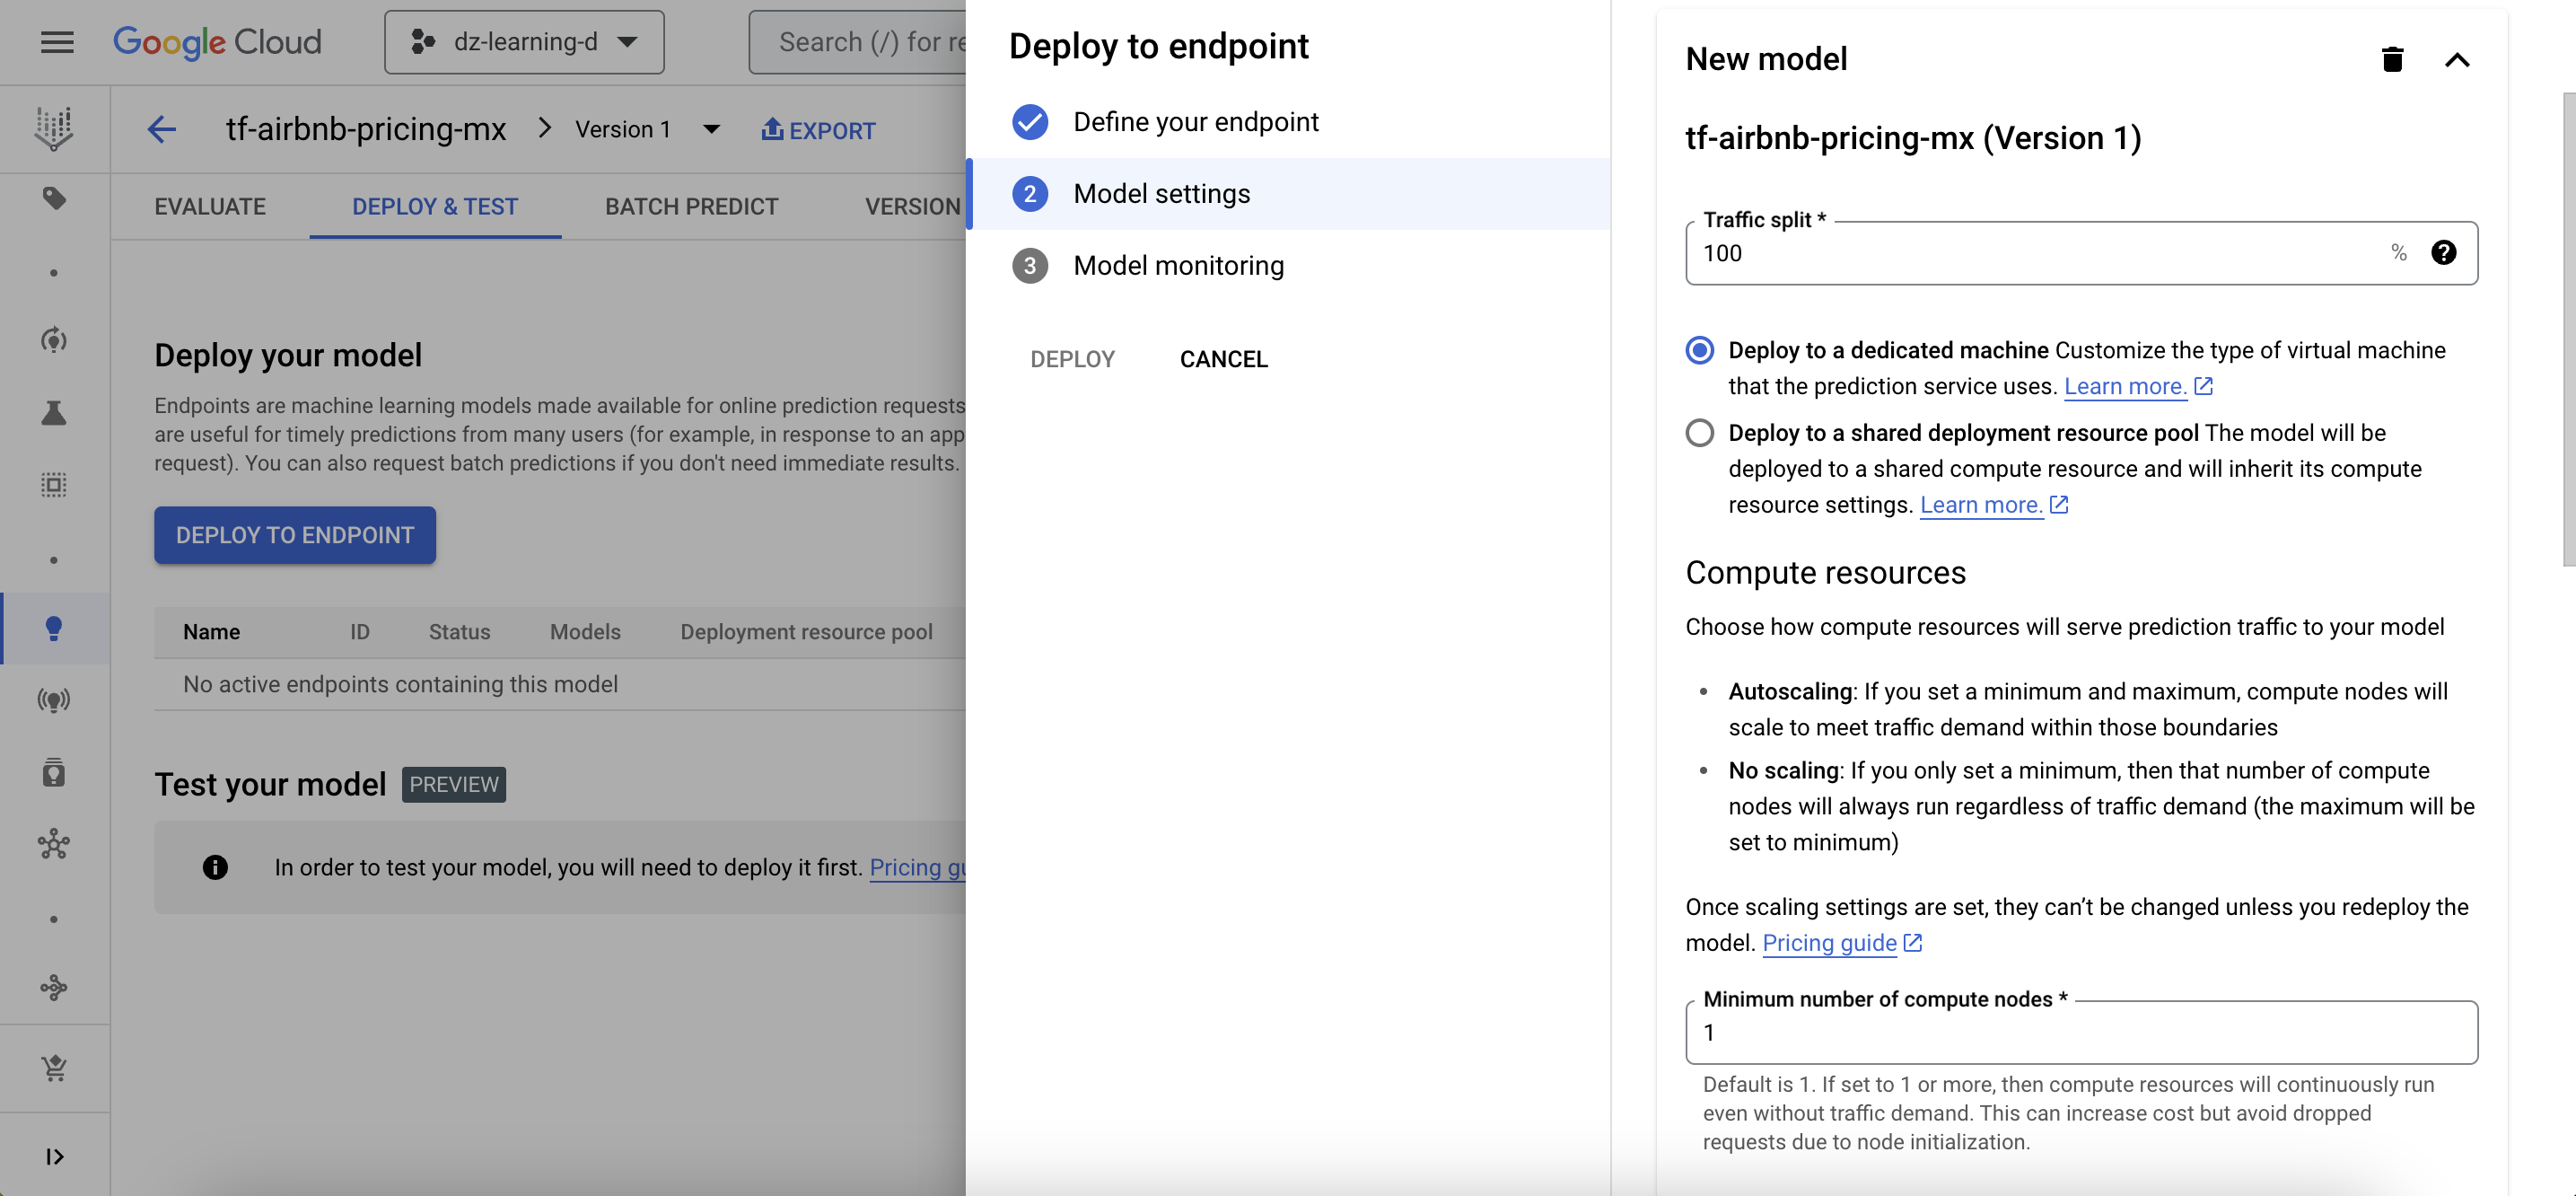 Google Cloud
dz-learning-d
Search (/) for re
tf-airbnb-pricing-mx
Version 1
EXPORT
EVALUATE
DEPLOY & TEST
BATCH PREDICT
VERSION
Deploy your model
Endpoints are machine learning models made available for online prediction requests
are useful for timely predictions from many users (for example, in response to an app
request). You can also request batch predictions if you don't need immediate results.
DEPLOY TO ENDPOINT
Name ID Status Models Deployment resource pool
No active endpoints containing this model
Test your model PREVIEW
In order to test your model, you will need to deploy it first. Pricing gu
Deploy to endpoint
Define your endpoint
2 Model settings
3 Model monitoring
DEPLOY CANCEL
New model
tf-airbnb-pricing-mx (Version 1)
Traffic split *
100 %
Deploy to a dedicated machine Customize the type of virtual machine
that the prediction service uses. Learn more.
Deploy to a shared deployment resource pool The model will be
deployed to a shared compute resource and will inherit its compute
resource settings. Learn more.
Compute resources
Choose how compute resources will serve prediction traffic to your model
• Autoscaling: If you set a minimum and maximum, compute nodes will
scale to meet traffic demand within those boundaries
• No scaling: If you only set a minimum, then that number of compute
nodes will always run regardless of traffic demand (the maximum will be
set to minimum)
Once scaling settings are set, they can’t be changed unless you redeploy the
model. Pricing guide
Minimum number of compute nodes *
1
Default is 1. If set to 1 or more, then compute resources will continuously run
even without traffic demand. This can increase cost but avoid dropped
requests due to node initialization.